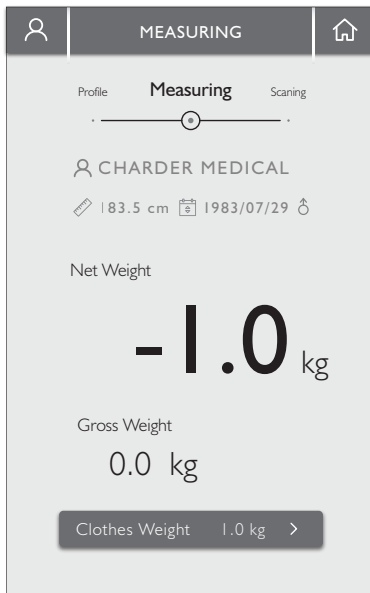 MEASURING
Profile Measuring Scaning
CHARDER MEDICAL
183.5 cm 1983/07/29
Net Weight
-1.0 kg
Gross Weight
0.0 kg
Clothes Weight 1.0 kg